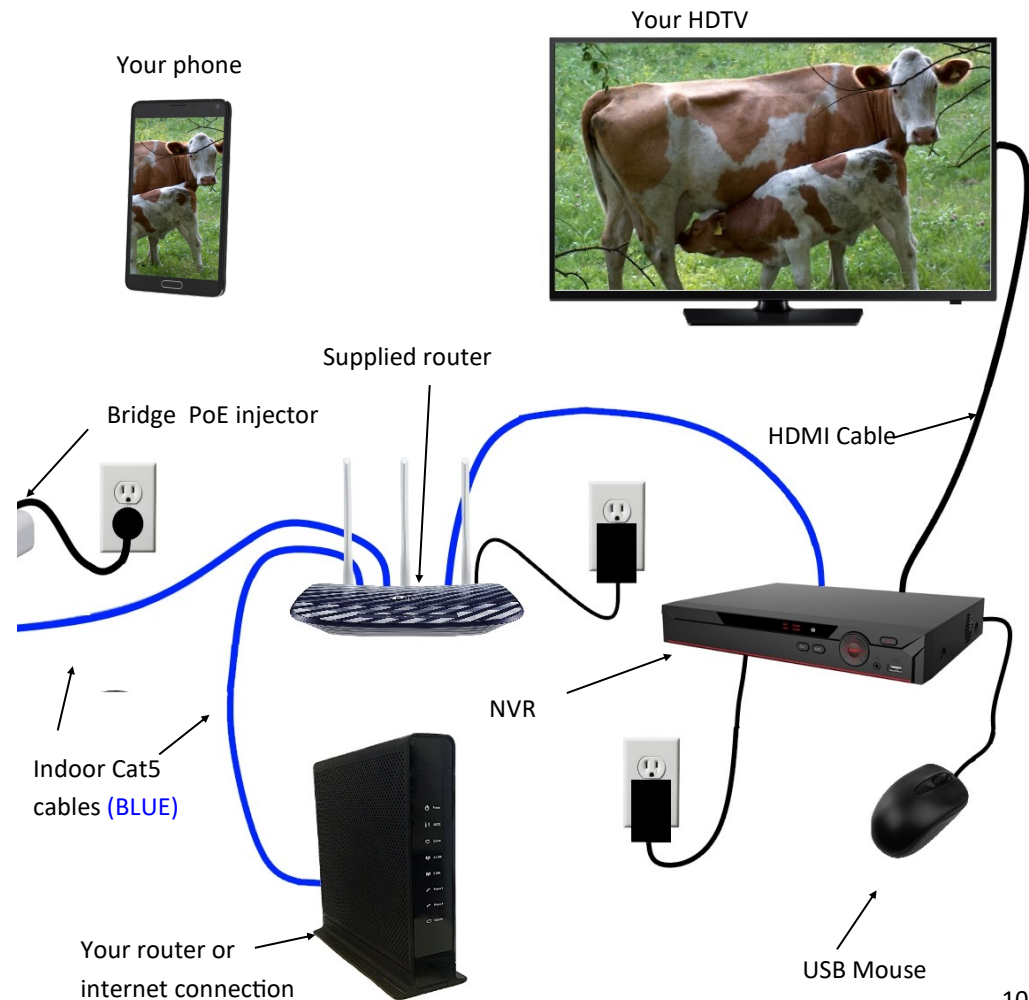 Your HDTV
Your phone
Supplied router
Bridge PoE injector
HDMI Cable
NVR
Indoor Cat5
cables (BLUE)
Your router or
internet connection
USB Mouse
10